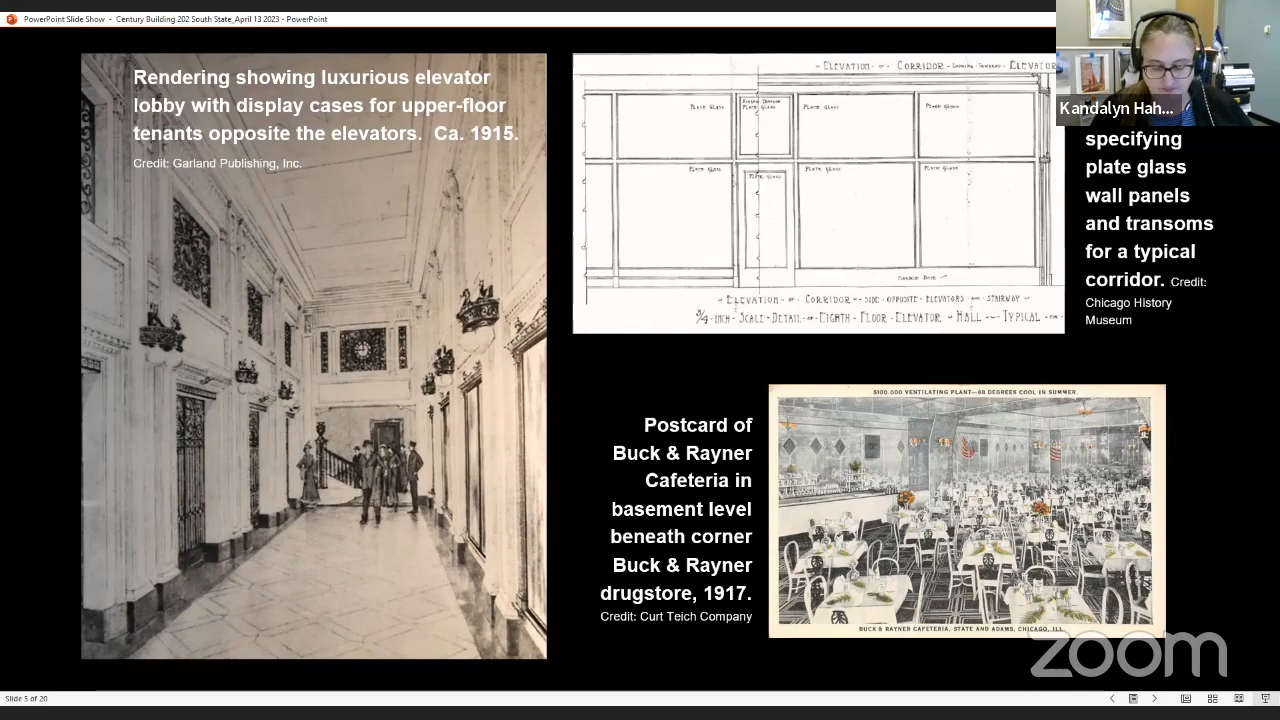 PowerPoint Slide Show - Century Building 202 South State_April 13 2023 - PowerPoint
Rendering showing luxurious elevator
lobby with display cases for upper-floor
tenants opposite the elevators. Ca. 1915.
Credit: Garland Publishing, Inc.
- ELEVATION - OF - CORRIDOR - LOOKING - TOWARDS - ELEVATOR
PLATE GLASS
PLATE GLASS
PLATE GLASS
PLATE GLASS
PLATE GLASS
PLATE GLASS
PLATE GLASS
PLATE GLASS
MARBLE BASE
- ELEVATION - OF - CORRIDOR - SIDE - OPPOSITE - ELEVATORS - AND - STAIRWAY -
3/4 - INCH - SCALE - DETAIL - OF - EIGHTH - FLOOR - ELEVATOR - HALL - TYPICAL -
Kandalyn Hah...
specifying
plate glass
wall panels
and transoms
for a typical
corridor. Credit:
Chicago History
Museum
Postcard of
Buck & Rayner
Cafeteria in
basement level
beneath corner
Buck & Rayner
drugstore, 1917.
Credit: Curt Teich Company
$100,000 VENTILATING PLANT—68 DEGREES COOL IN SUMMER.
BUCK & RAYNER CAFETERIA, STATE AND ADAMS, CHICAGO, ILL.
zoom
Slide 5 of 20